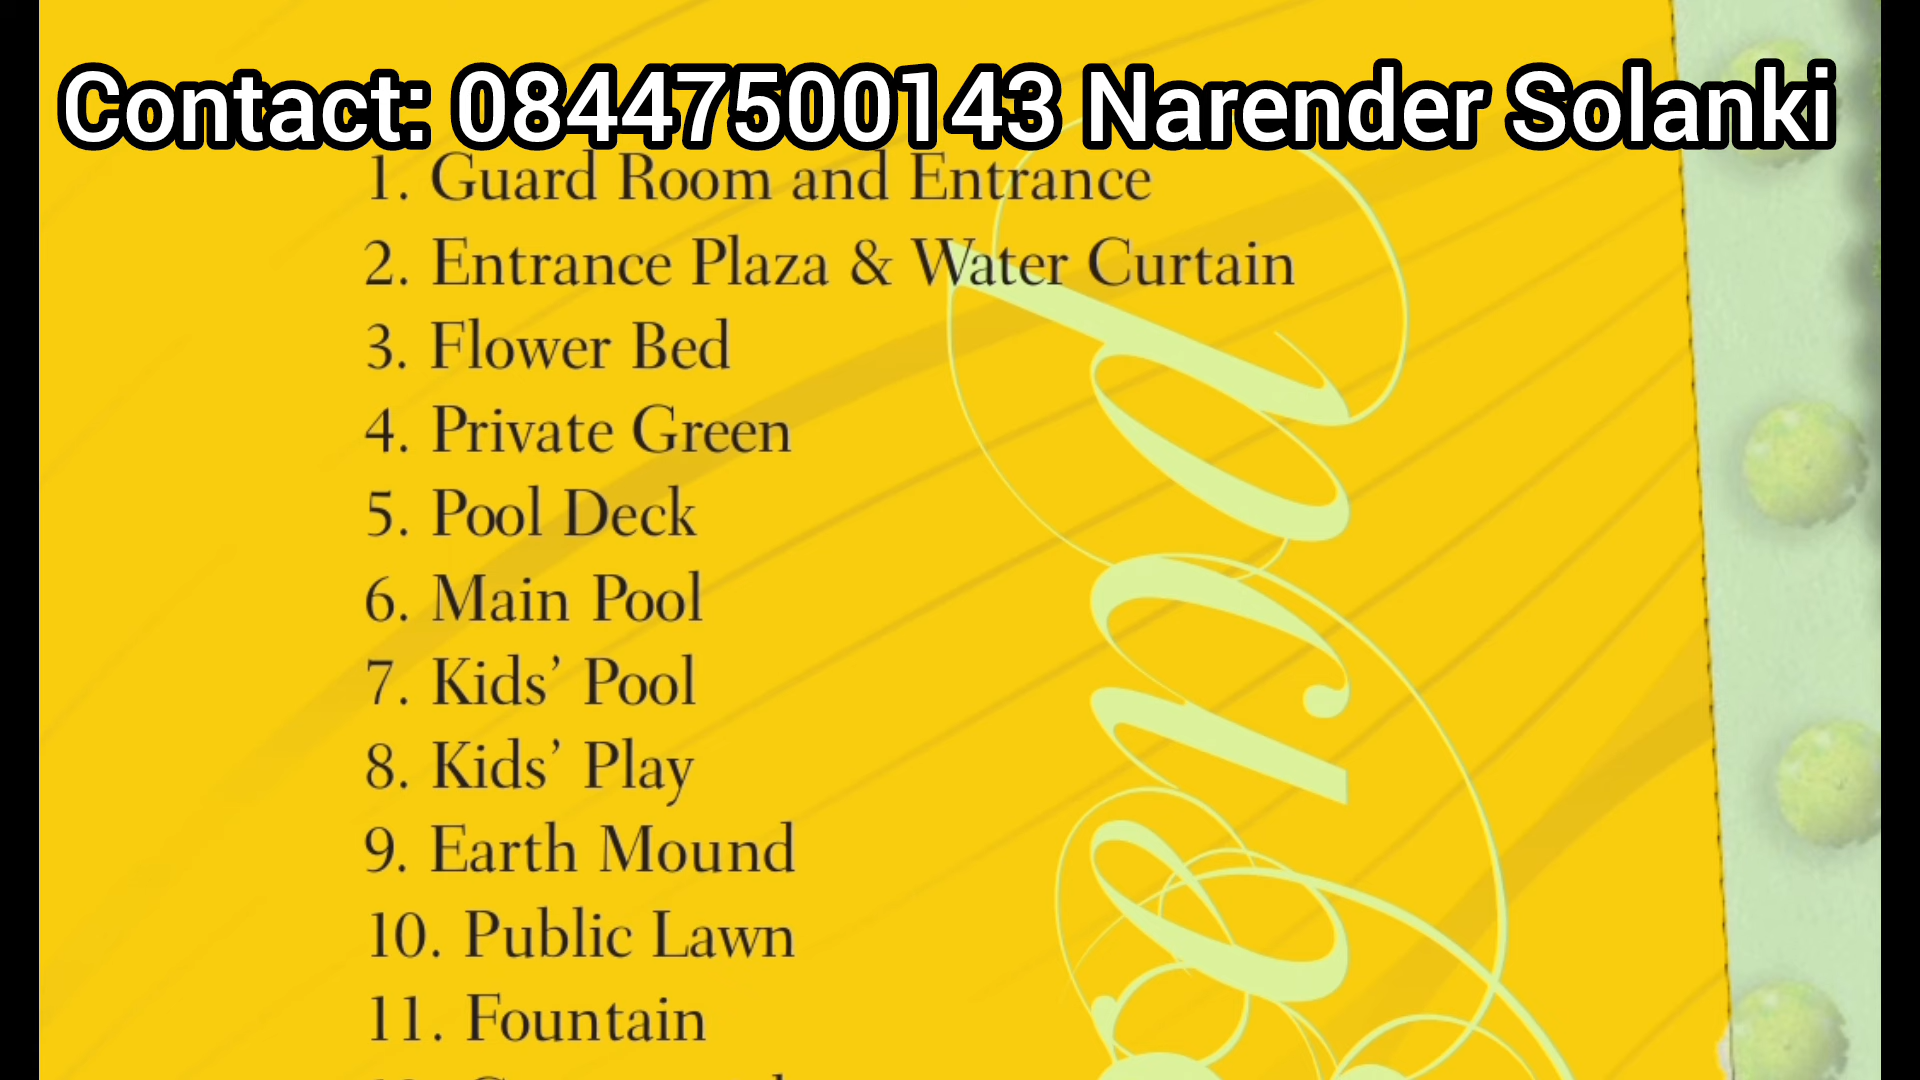 Contact: 08447500143 Narender Solanki
1. Guard Room and Entrance
2. Entrance Plaza & Water Curtain
3. Flower Bed
4. Private Green
5. Pool Deck
6. Main Pool
7. Kids’ Pool
8. Kids’ Play
9. Earth Mound
10. Public Lawn
11. Fountain